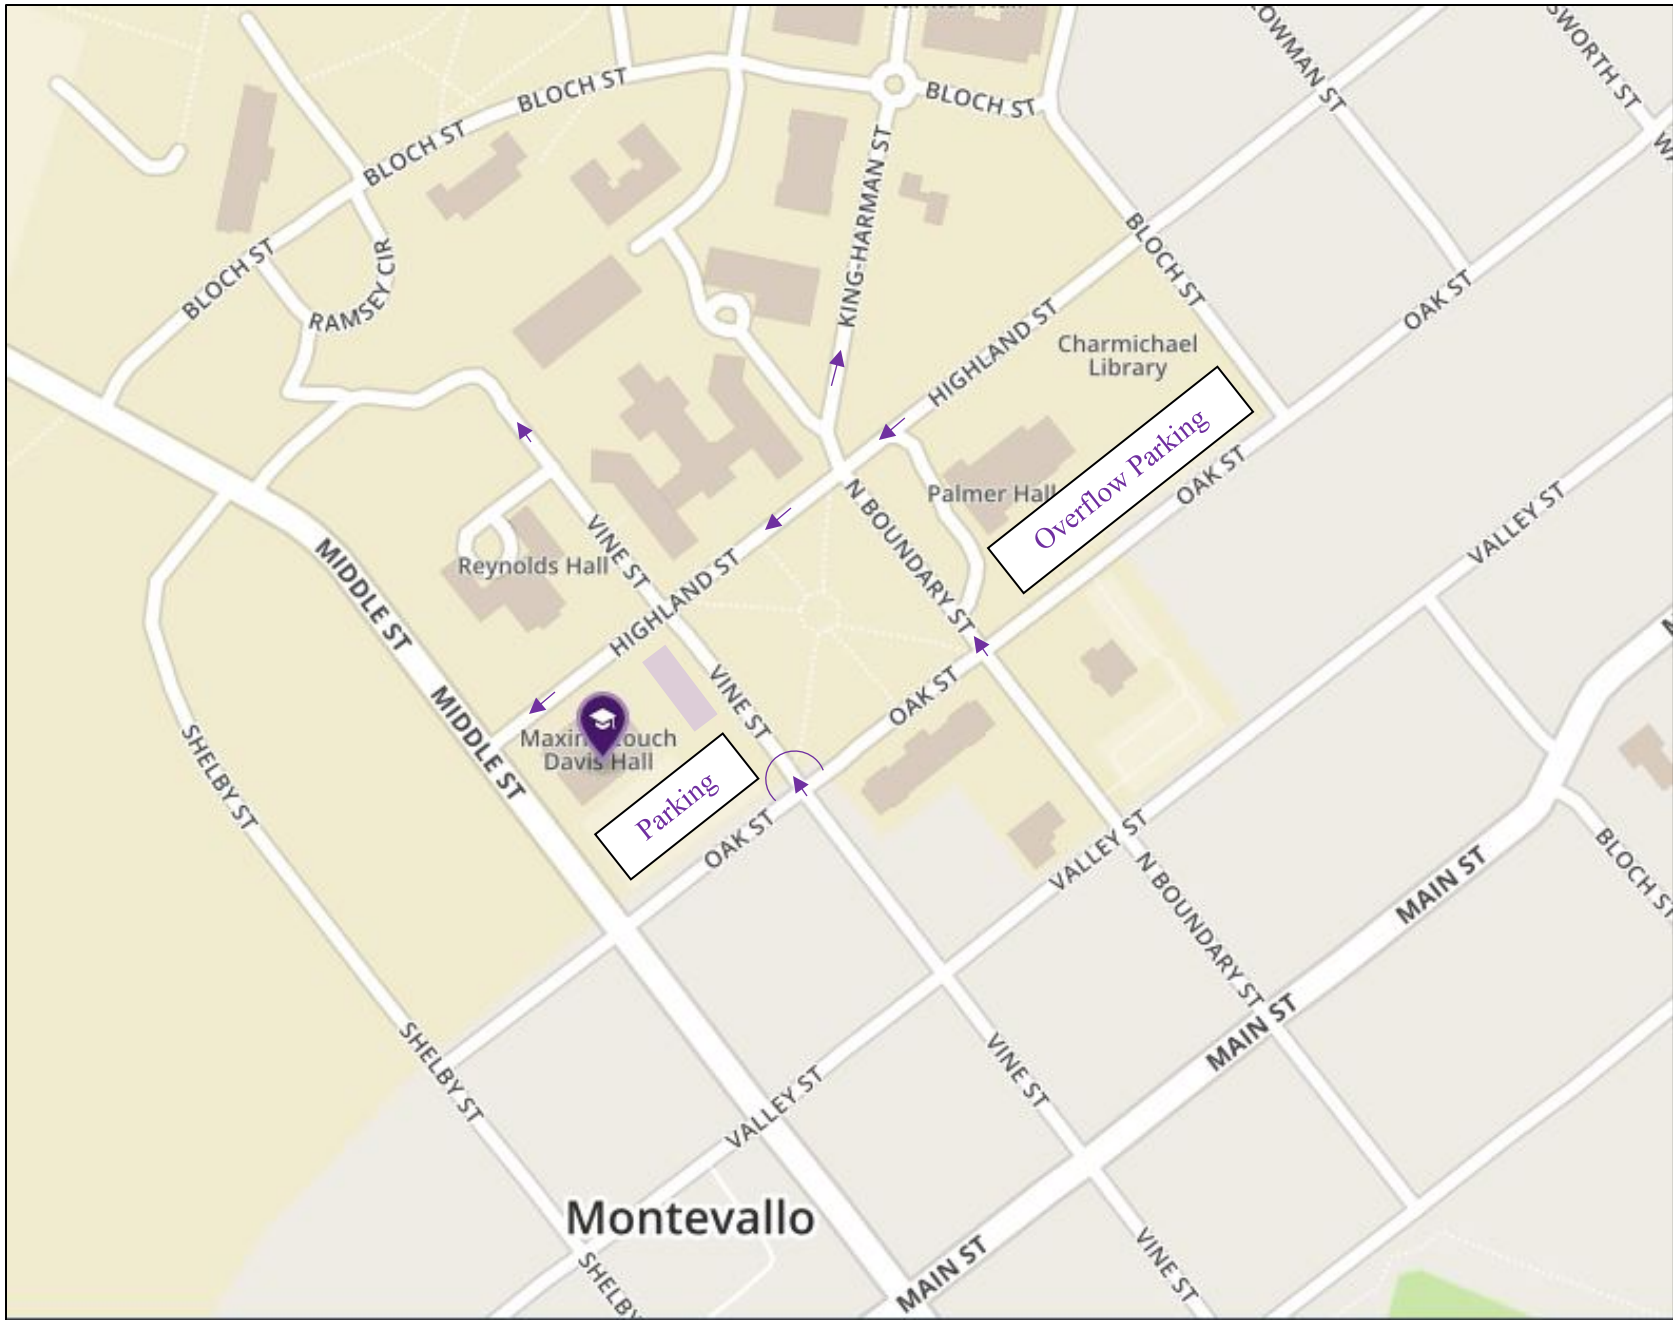 BLOCH ST
BLOCH ST
BLOCH ST
BLOCH ST
OWMAN ST
SWORTH ST
KING-HARMAN ST
RAMSEY CIR
BLOCH ST
HIGHLAND ST
OAK ST
Charmichael
Library
Overflow Parking
OAK ST
Palmer Hall
N BOUNDARY ST
VALLEY ST
VINE ST
Reynolds Hall
MIDDLE ST
HIGHLAND ST
VINE ST
OAK ST
MIDDLE ST
Davis Hall
Parking
OAK ST
SHELBY ST
VALLEY ST
N BOUNDARY ST
MAIN ST
BLOCH ST
SHELBY ST
VINE ST
MAIN ST
VALLEY ST
Montevallo
MAIN ST
VINE ST
SHELBY